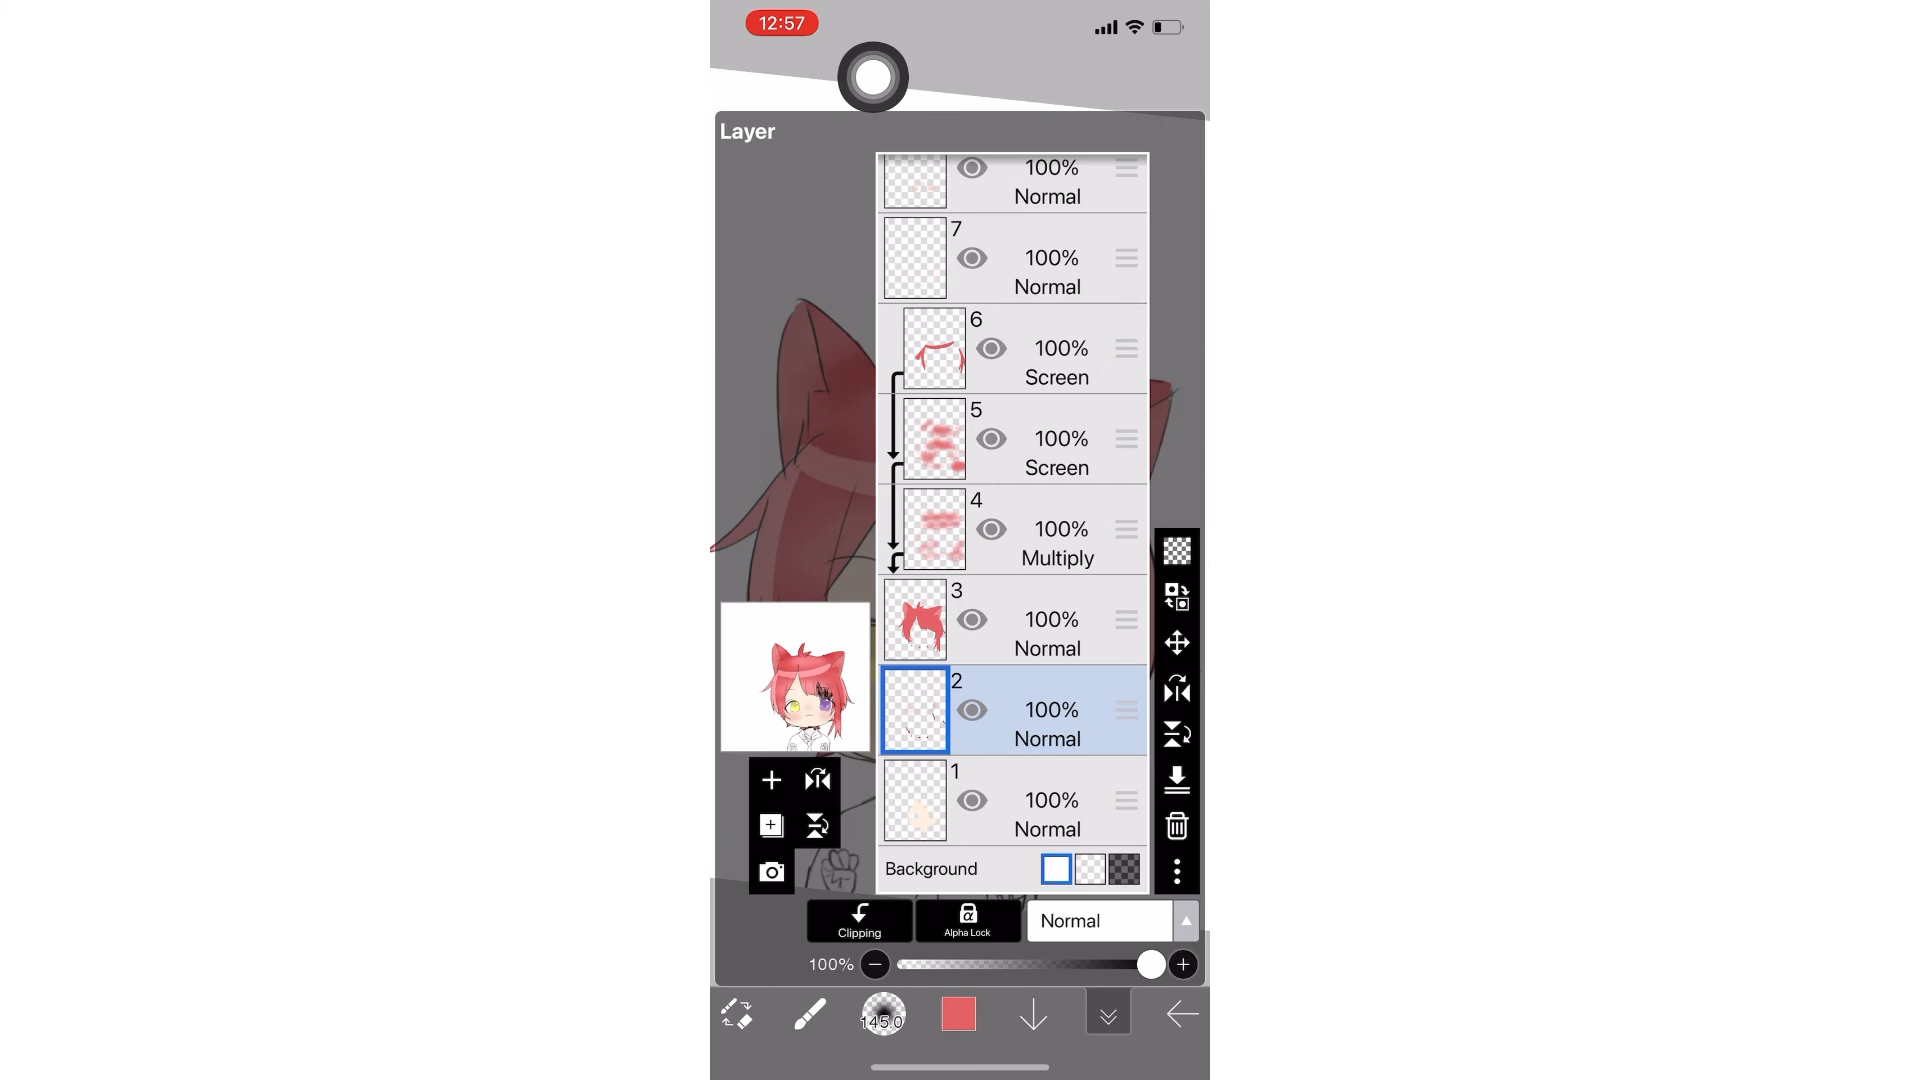 12:57
Layer
100%
Normal
7
100%
Normal
6
100%
Screen
5
100%
Screen
4
100%
Multiply
3
100%
Normal
2
100%
Normal
1
100%
Normal
Background
Clipping
α
Alpha Lock
Normal
100%
145.0